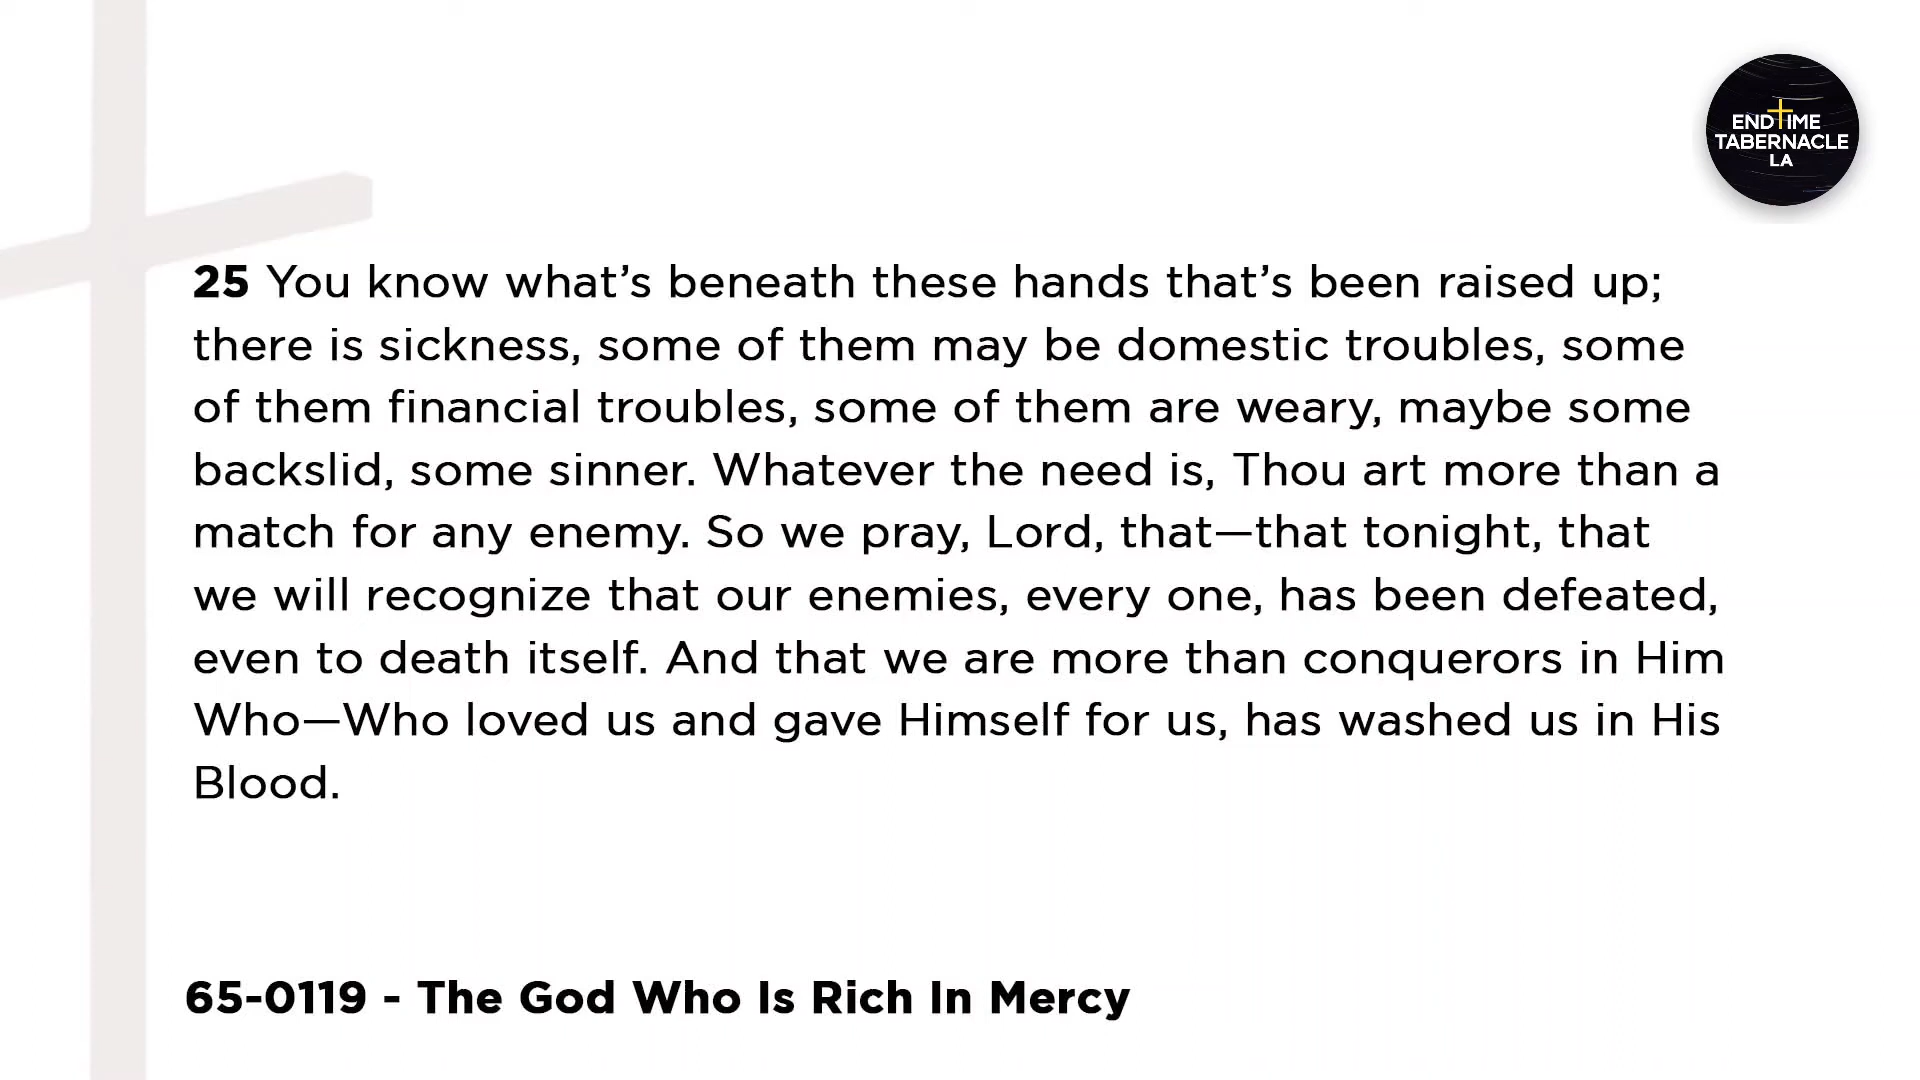 END TIME
TABERNACLE
LA
25 You know what’s beneath these hands that’s been raised up;
there is sickness, some of them may be domestic troubles, some
of them financial troubles, some of them are weary, maybe some
backslid, some sinner. Whatever the need is, Thou art more than a
match for any enemy. So we pray, Lord, that—that tonight, that
we will recognize that our enemies, every one, has been defeated,
even to death itself. And that we are more than conquerors in Him
Who—Who loved us and gave Himself for us, has washed us in His
Blood.
65-0119 - The God Who Is Rich In Mercy